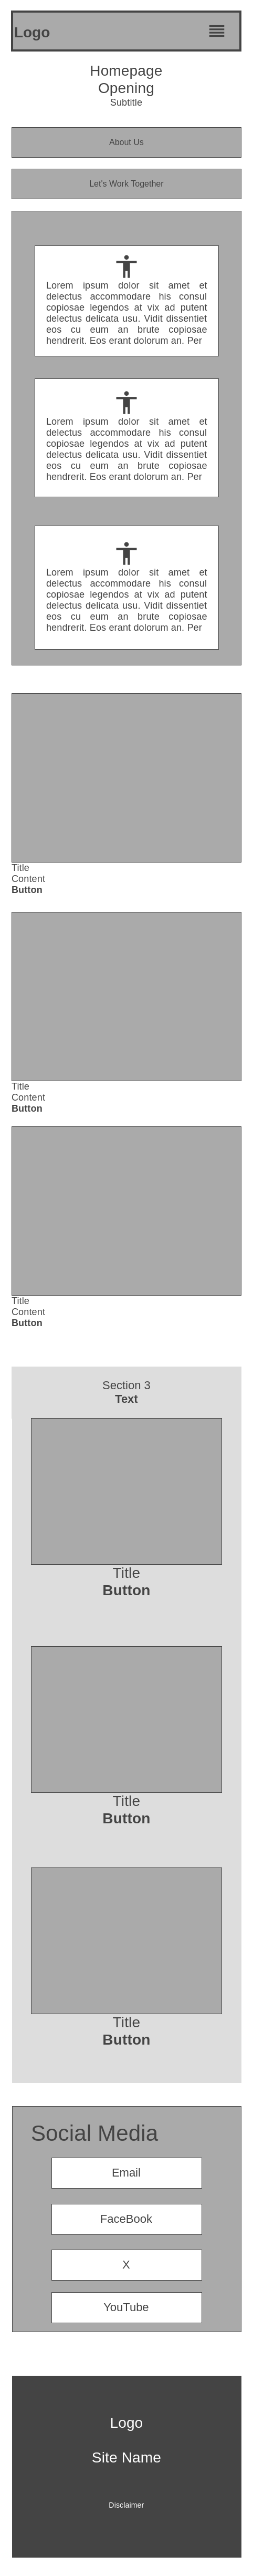 Logo
Homepage
Opening
Subtitle
About Us
Let's Work Together
Lorem ipsum dolor sit amet et
delectus accommodare his consul
copiosae legendos at vix ad putent
delectus delicata usu. Vidit dissentiet
eos cu eum an brute copiosae
hendrerit. Eos erant dolorum an. Per
Lorem ipsum dolor sit amet et
delectus accommodare his consul
copiosae legendos at vix ad putent
delectus delicata usu. Vidit dissentiet
eos cu eum an brute copiosae
hendrerit. Eos erant dolorum an. Per
Lorem ipsum dolor sit amet et
delectus accommodare his consul
copiosae legendos at vix ad putent
delectus delicata usu. Vidit dissentiet
eos cu eum an brute copiosae
hendrerit. Eos erant dolorum an. Per
Title
Content
Button
Title
Content
Button
Title
Content
Button
Section 3
Text
Title
Button
Title
Button
Title
Button
Social Media
Email
FaceBook
X
YouTube
Logo
Site Name
Disclaimer